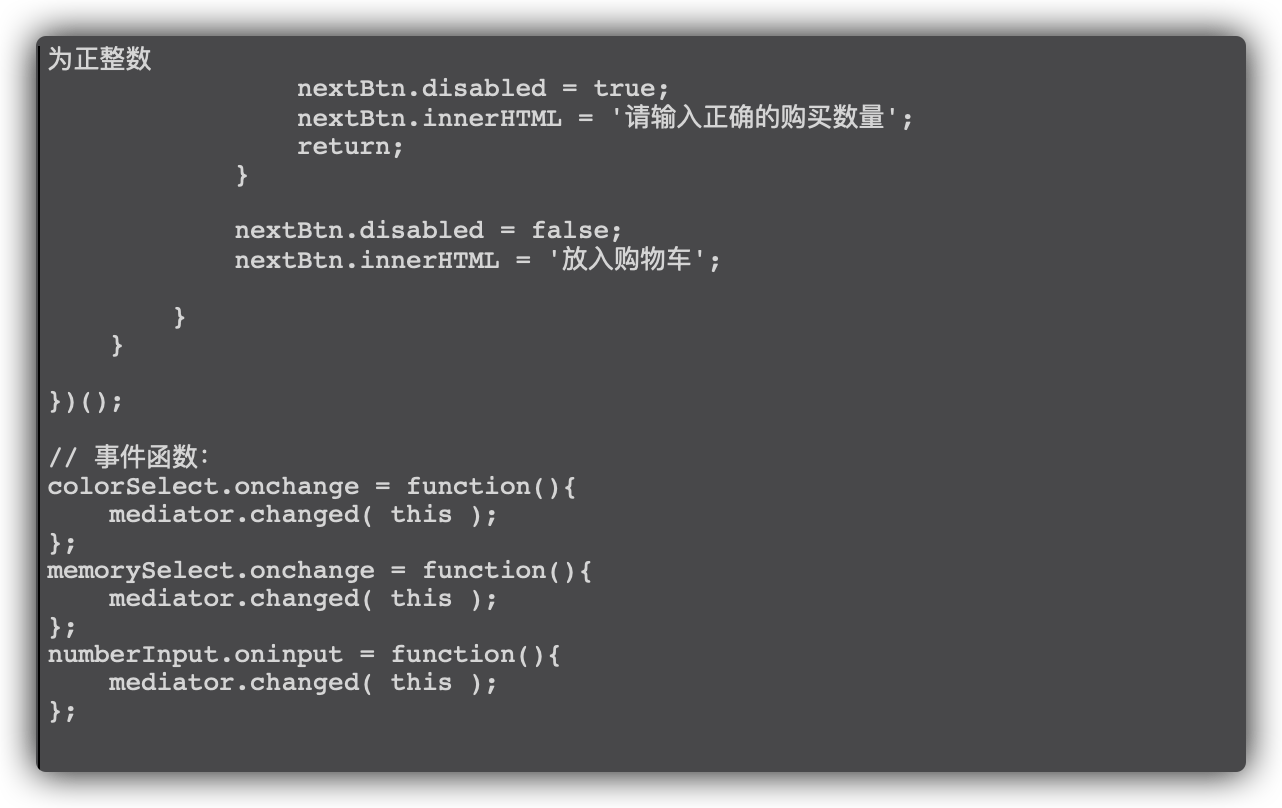 为正整数
                nextBtn.disabled = true;
                nextBtn.innerHTML = '请输入正确的购买数量';
                return;
            }

            nextBtn.disabled = false;
            nextBtn.innerHTML = '放入购物车';

        }
    }

})();

// 事件函数：
colorSelect.onchange = function(){
    mediator.changed( this );
};
memorySelect.onchange = function(){
    mediator.changed( this );
};
numberInput.oninput = function(){
    mediator.changed( this );
};